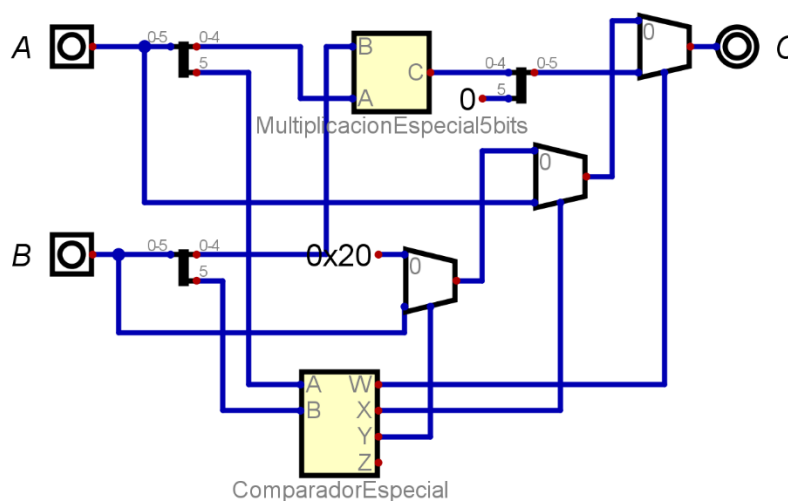 A
0-5
0-4
5
B
A
C
MultiplicacionEspecial5bits
0-4
5
0-5
0
0
C
0
B
0-5
0-4
5
0x20
0
A
B
W
X
Y
Z
ComparadorEspecial